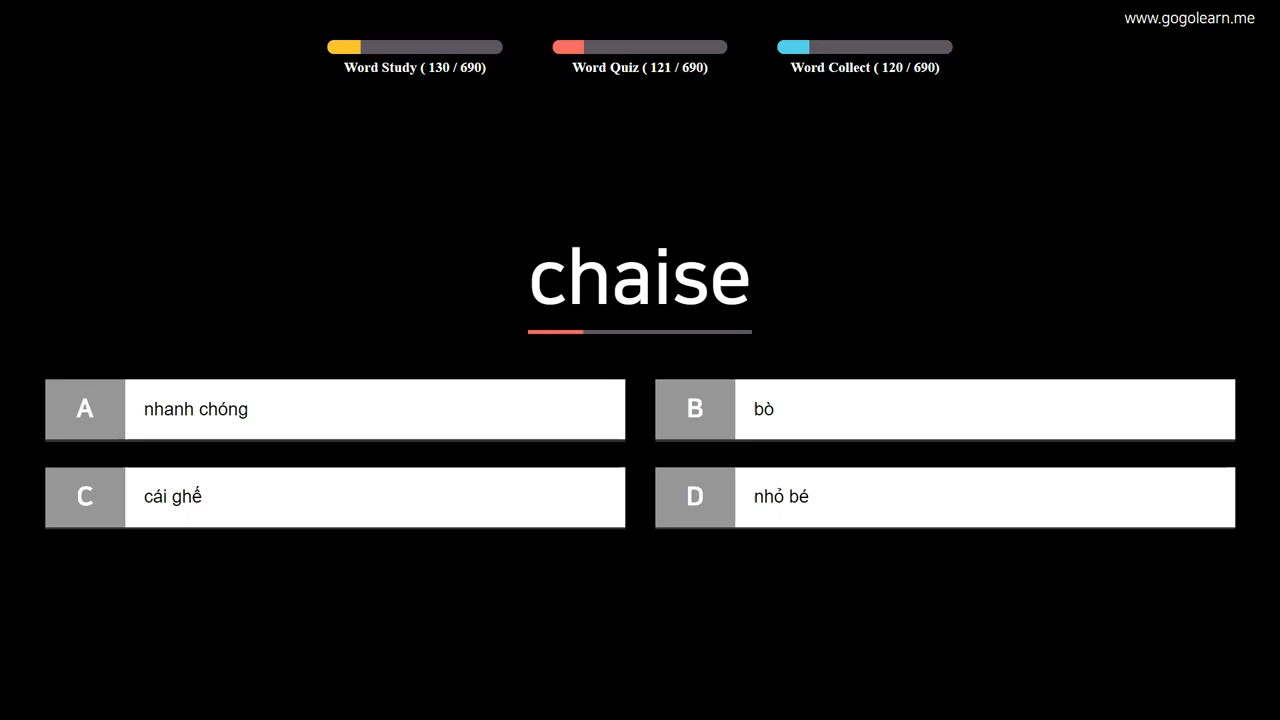 www.gogolearn.me
Word Study ( 130 / 690)
Word Quiz ( 121 / 690)
Word Collect ( 120 / 690)
chaise
A nhanh chóng
B bò
C cái ghế
D nhỏ bé